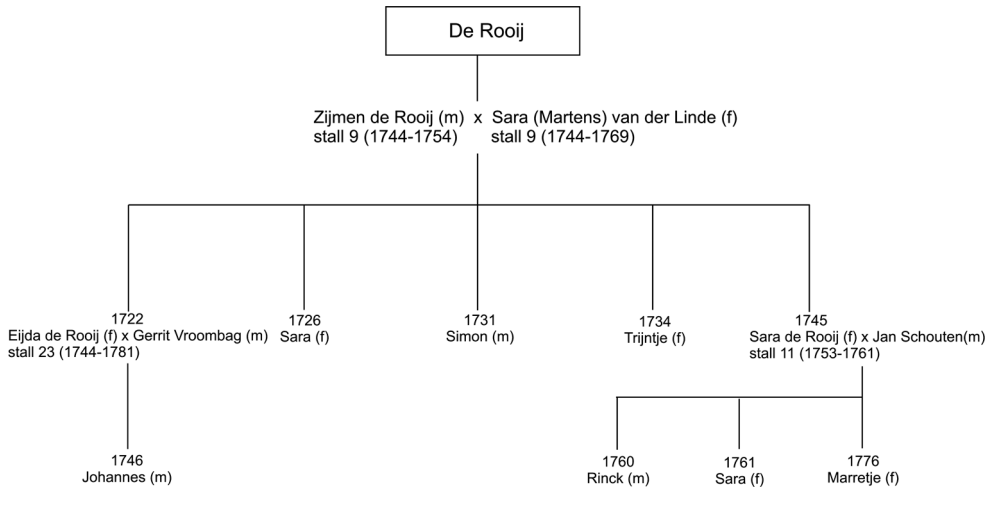 De Rooij
Zijmen de Rooij (m) x Sara (Martens) van der Linde (f)
stall 9 (1744-1754) stall 9 (1744-1769)
1722
Eijda de Rooij (f) x Gerrit Vroombag (m)
stall 23 (1744-1781)
1726
Sara (f)
1731
Simon (m)
1734
Trijntje (f)
1745
Sara de Rooij (f) x Jan Schouten(m)
stall 11 (1753-1761)
1746
Johannes (m)
1760
Rinck (m)
1761
Sara (f)
1776
Marretje (f)